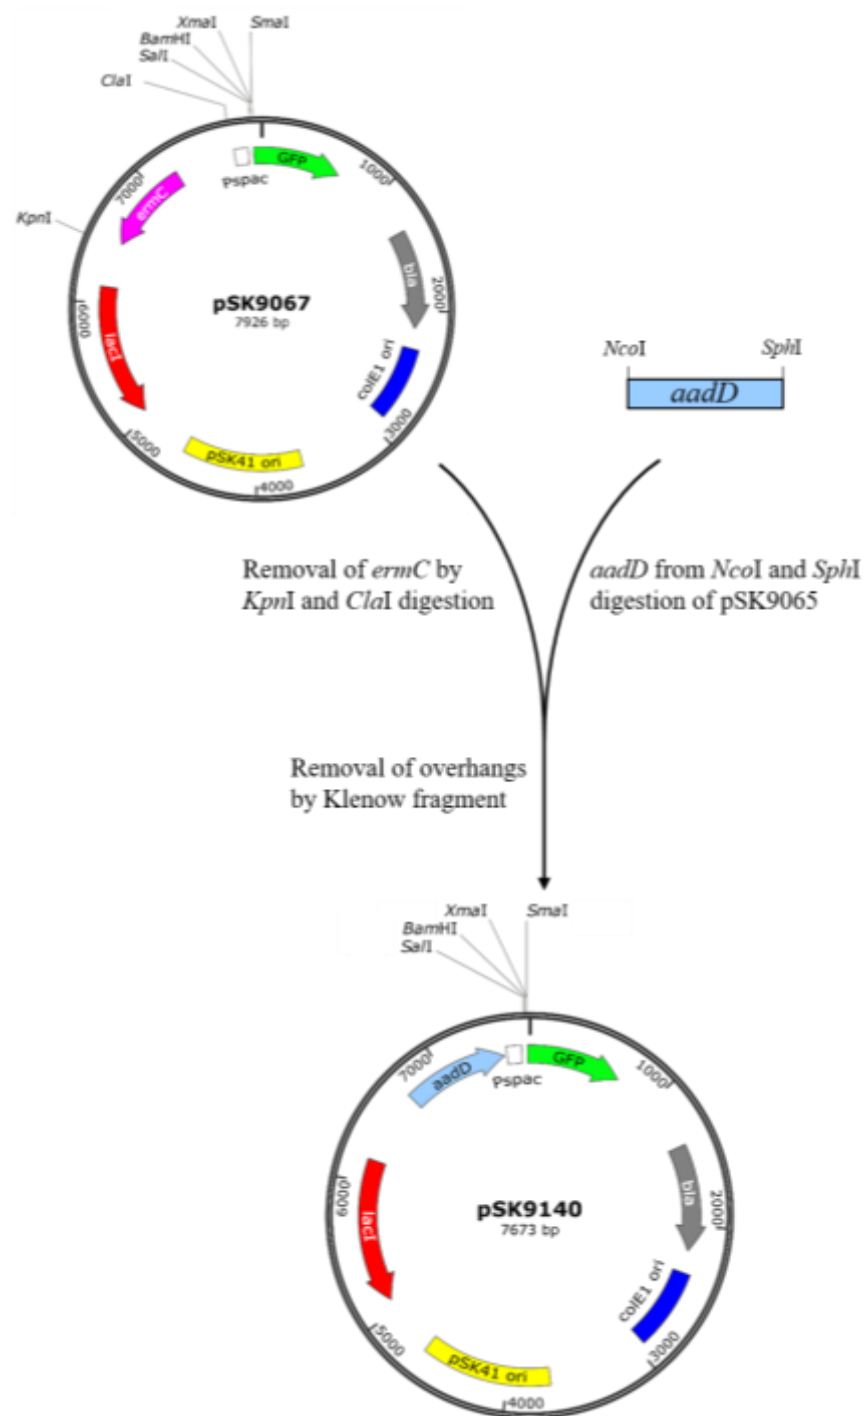 XmaI
SmaI
BamHI
SalI
ClaI
GFP
Pspac
1000
7000
ermC
KpnI
bla
pSK9067
7926 bp
2000
6000
lacI
colE1 ori
3000
5000
pSK41 ori
4000
NcoI
SphI
aadD
Removal of ermC by
KpnI and ClaI digestion
aadD from NcoI and SphI
digestion of pSK9065
Removal of overhangs
by Klenow fragment
XmaI
SmaI
BamHI
SalI
7000
aadD
Pspac
GFP
1000
bla
6000
pSK9140
7673 bp
2000
lacI
colE1 ori
3000
5000
pSK41 ori
4000